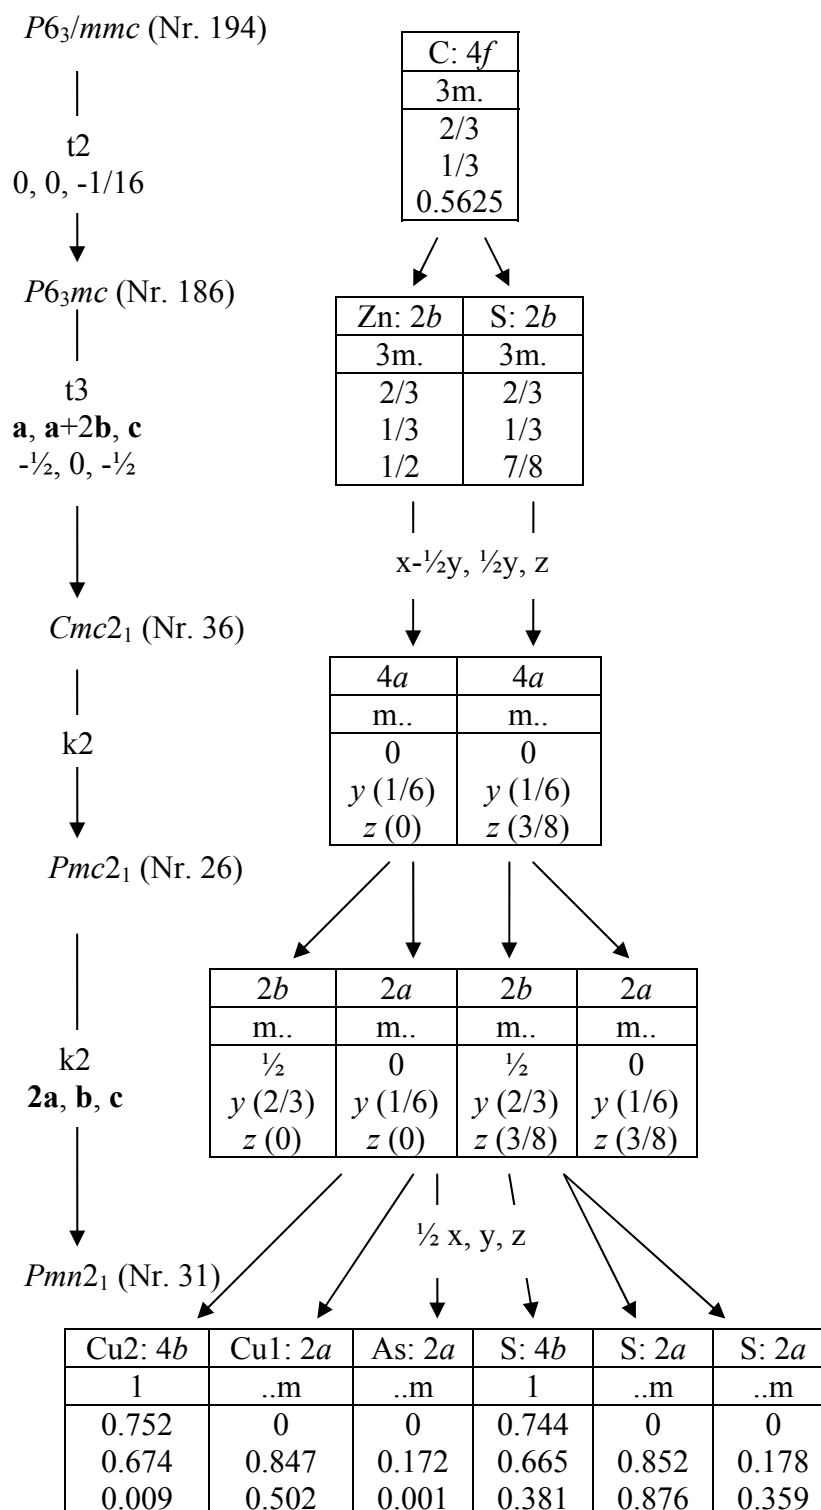 P6₃/mmc (Nr. 194)
C: 4f
3m.
2/3
1/3
0.5625
t2
0, 0, -1/16
P6₃mc (Nr. 186)
Zn: 2b S: 2b
3m. 3m.
2/3 2/3
1/3 1/3
1/2 7/8
t3
a, a+2b, c
-½, 0, -½
x-½y, ½y, z
Cmc2₁ (Nr. 36)
4a 4a
m.. m..
0 0
y (1/6) y (1/6)
z (0) z (3/8)
k2
Pmc2₁ (Nr. 26)
2b 2a 2b 2a
m.. m.. m.. m..
½ 0 ½ 0
y (2/3) y (1/6) y (2/3) y (1/6)
z (0) z (0) z (3/8) z (3/8)
k2
2a, b, c
½ x, y, z
Pmn2₁ (Nr. 31)
Cu2: 4b Cu1: 2a As: 2a S: 4b S: 2a S: 2a
1 ..m ..m 1 ..m ..m
0.752 0 0 0.744 0 0
0.674 0.847 0.172 0.665 0.852 0.178
0.009 0.502 0.001 0.381 0.876 0.359